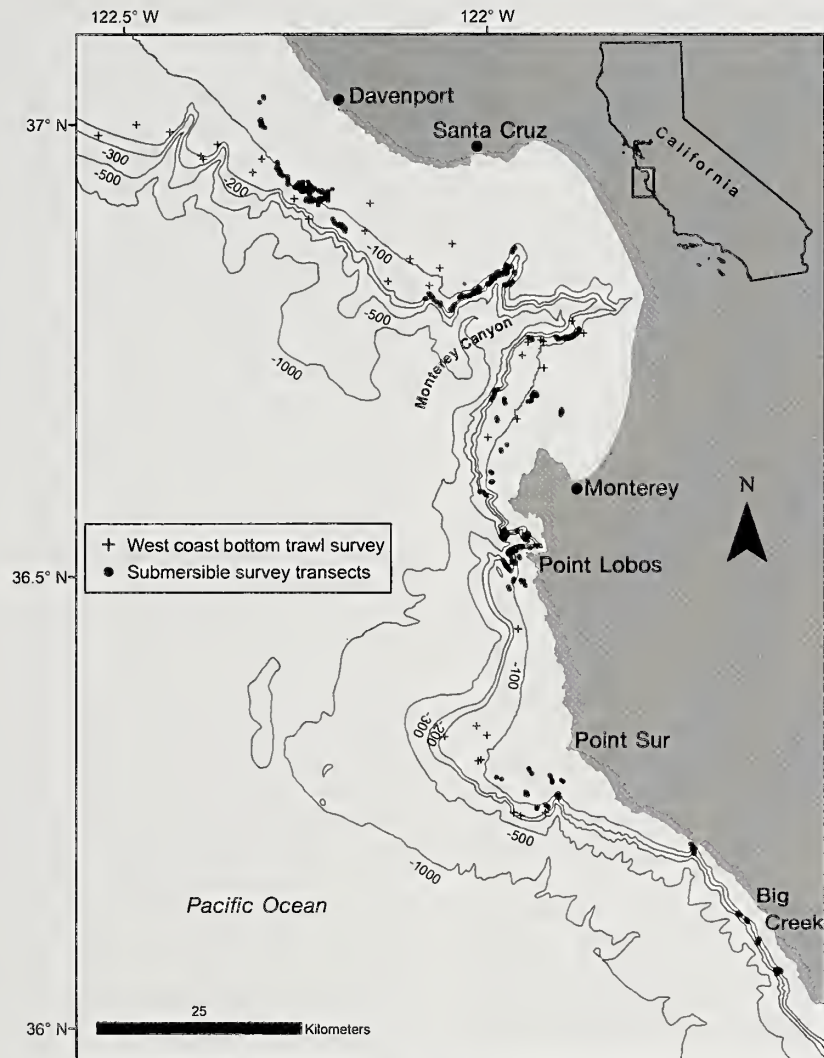 122.5° W
122° W
37° N
36.5° N
36° N
Davenport
Santa Cruz
California
-300
-500
-200
-100
-500
-1000
Monterey Canyon
Monterey
N
+ West coast bottom trawl survey
• Submersible survey transects
Point Lobos
-100
-300
-200
Point Sur
-500
-1000
Pacific Ocean
Big
Creek
25
Kilometers